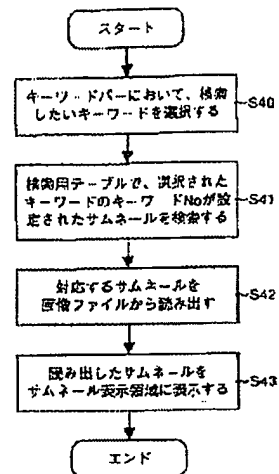 スタート
キーワードバーにおいて、検索
したいキーワードを選択する
S40
検索用テーブルで、選択された
キーワードのキーワードNoが設
定されたサムネールを検索する
S41
対応するサムネールを
画像ファイルから読み出す
S42
読み出したサムネールを
サムネール表示領域に表示する
S43
エンド